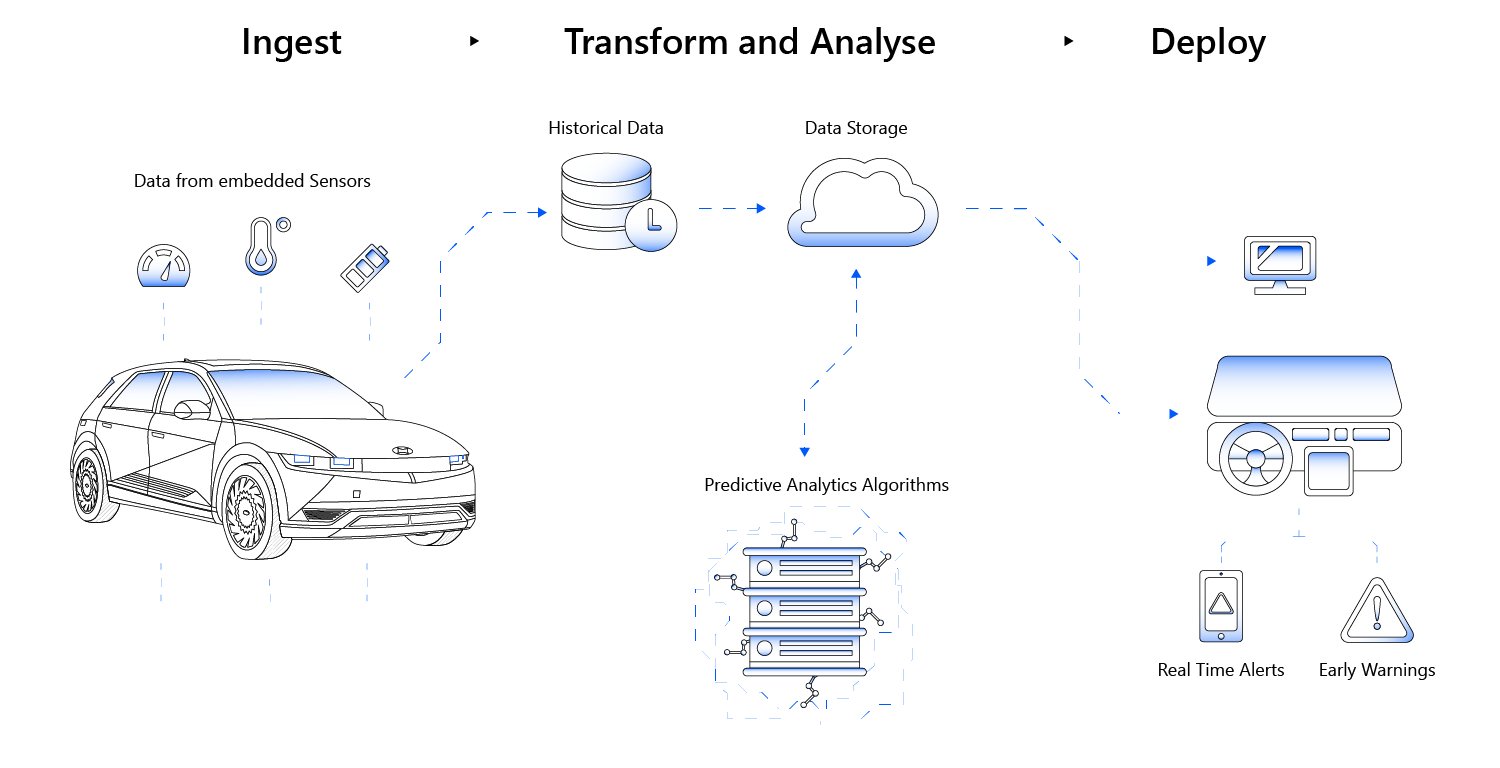 Ingest
Transform and Analyse
Deploy
Historical Data
Data Storage
Data from embedded Sensors
Predictive Analytics Algorithms
Real Time Alerts
Early Warnings